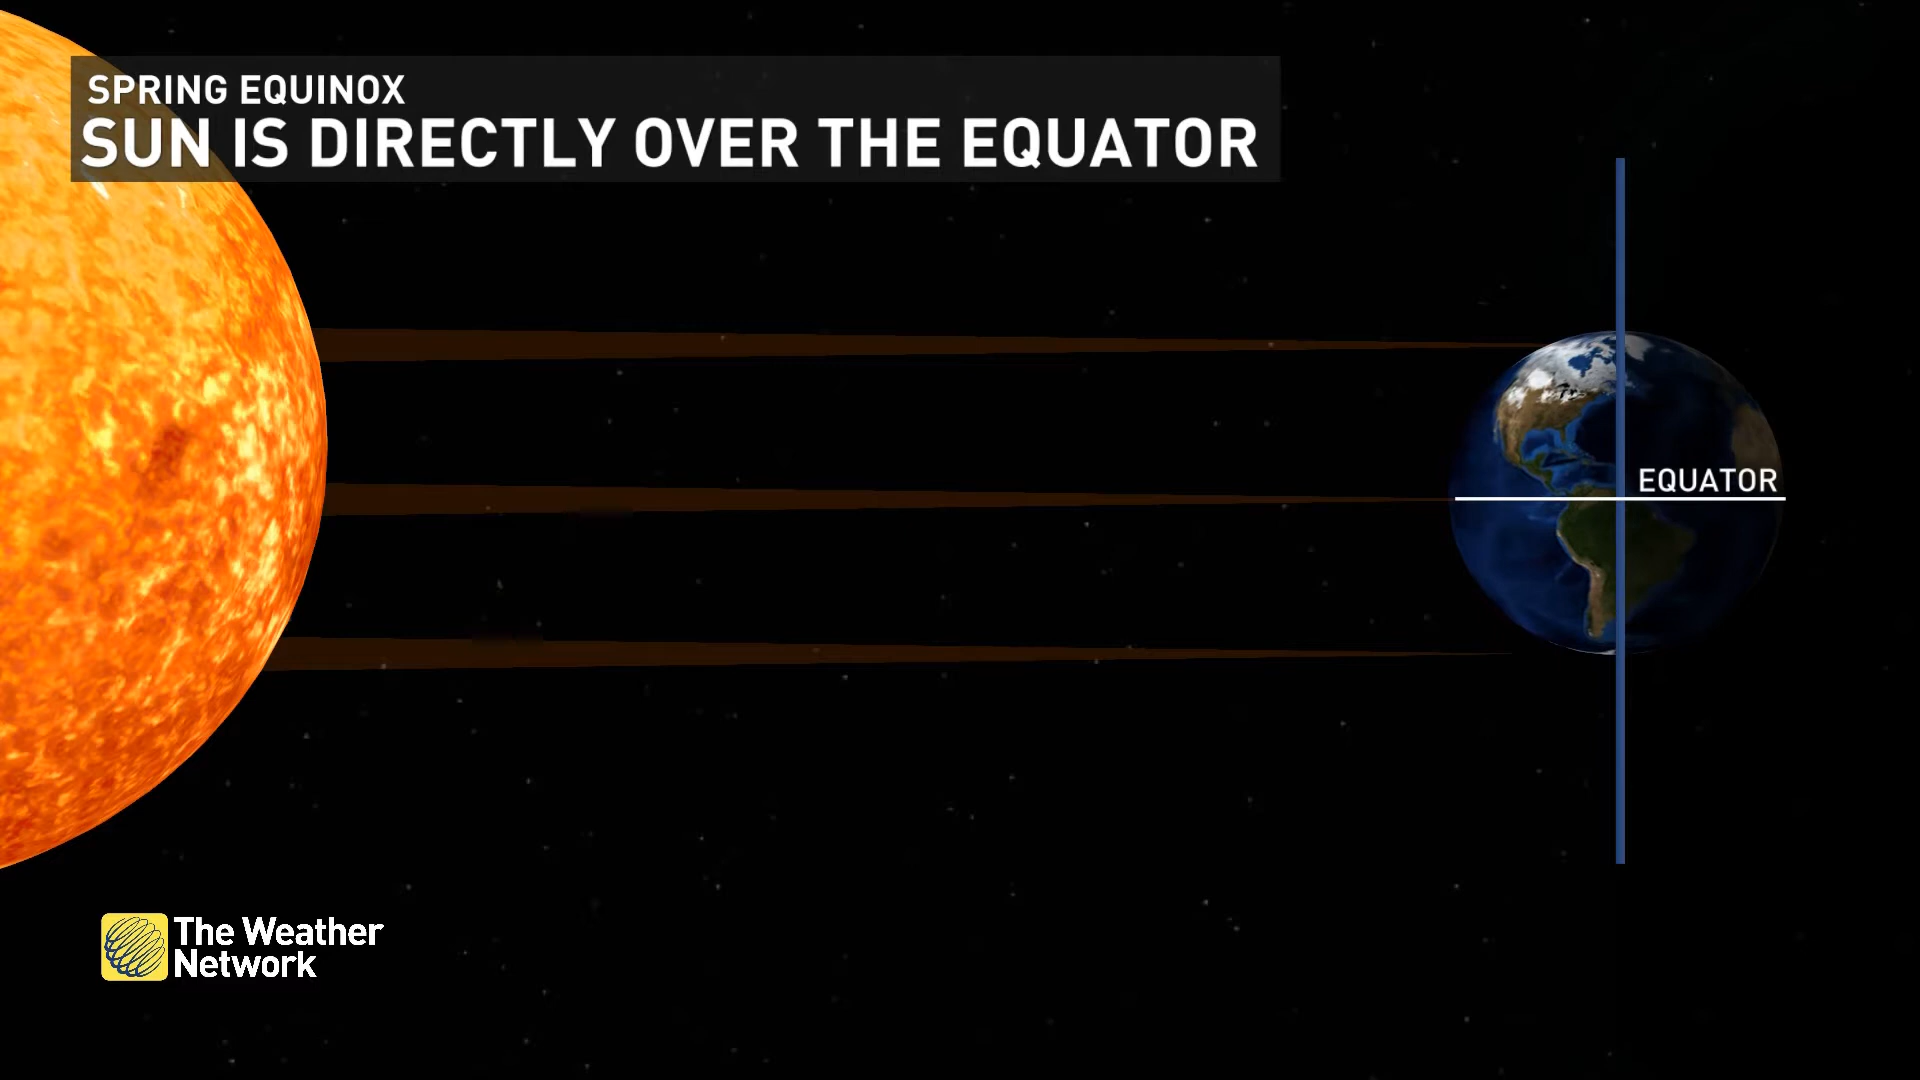 SPRING EQUINOX
SUN IS DIRECTLY OVER THE EQUATOR
EQUATOR
The Weather
Network